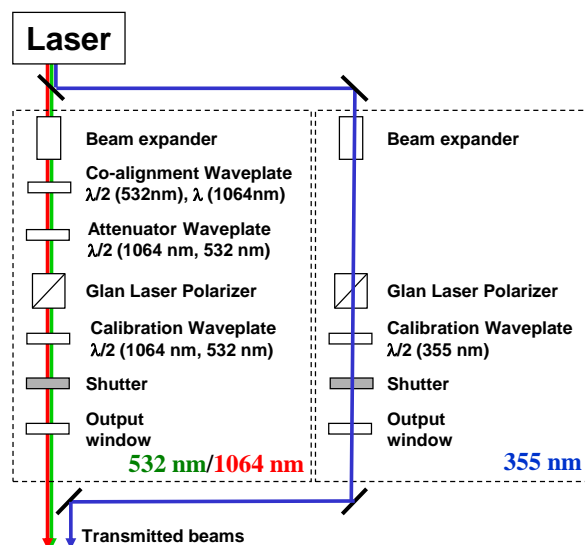 Laser
Beam expander
Co-alignment Waveplate
λ/2 (532nm), λ (1064nm)
Attenuator Waveplate
λ/2 (1064 nm, 532 nm)
Glan Laser Polarizer
Calibration Waveplate
λ/2 (1064 nm, 532 nm)
Shutter
Output
window
532 nm/1064 nm
Beam expander
Glan Laser Polarizer
Calibration Waveplate
λ/2 (355 nm)
Shutter
Output
window
355 nm
Transmitted beams